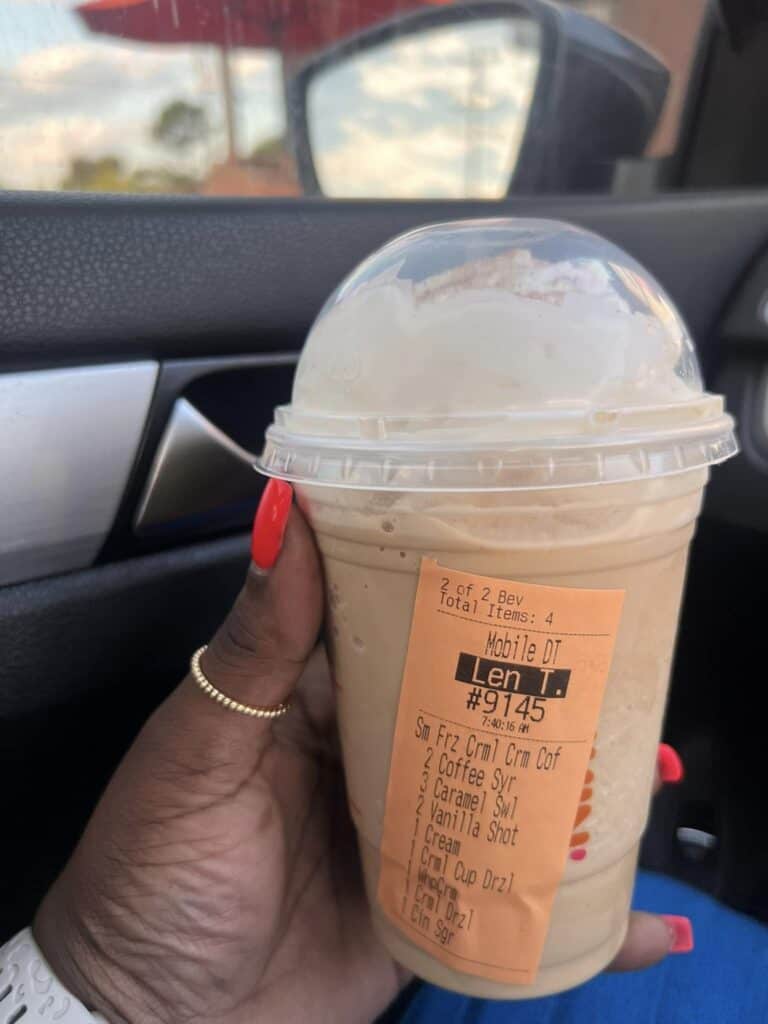 2 of 2 Bev
Total Items: 4
Mobile DT
Len T.
#9145
7:40:16 AM
Sm Frz Crml Crm Cof
2 Coffee Syr
3 Caramel Swl
2 Vanilla Shot
1 Cream
1 Crml Cup Drzl
WhpCrm
1 Crml Drzl
1 Cin Sgr